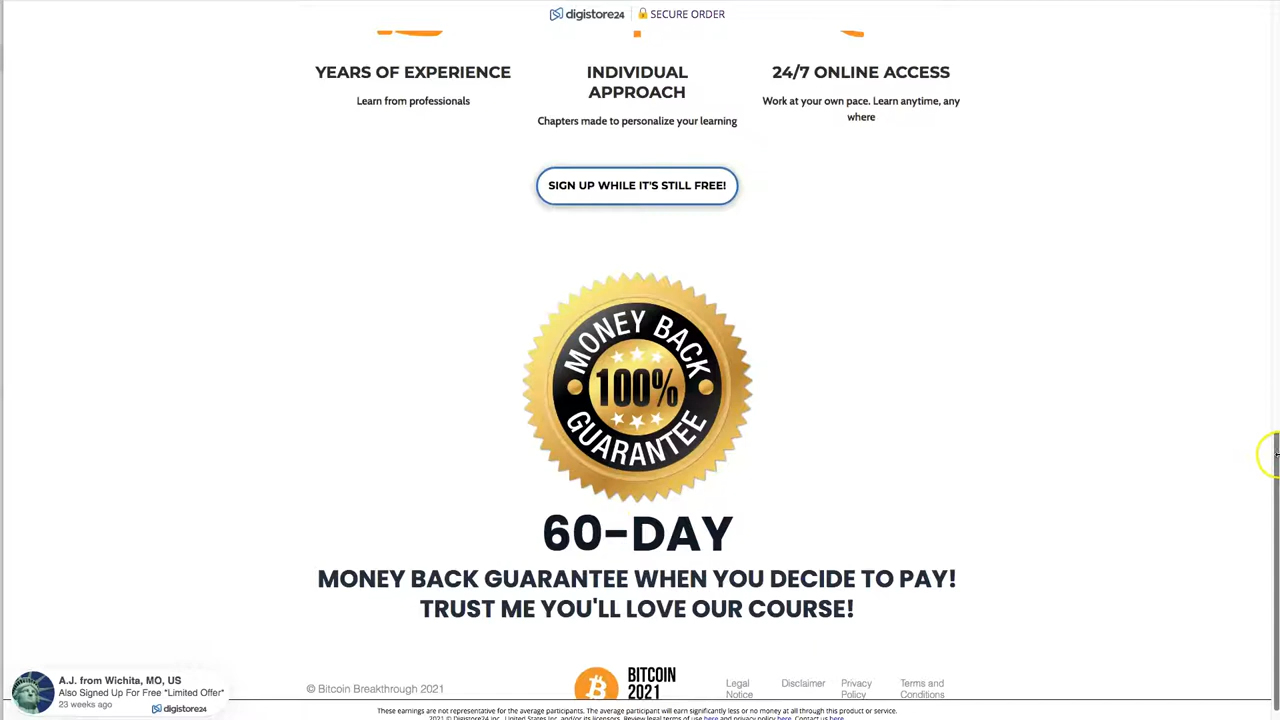 digistore24 SECURE ORDER
YEARS OF EXPERIENCE
Learn from professionals
INDIVIDUAL
APPROACH
Chapters made to personalize your learning
24/7 ONLINE ACCESS
Work at your own pace. Learn anytime, any
where
SIGN UP WHILE IT'S STILL FREE!
MONEY BACK
100%
GUARANTEE
60-DAY
MONEY BACK GUARANTEE WHEN YOU DECIDE TO PAY!
TRUST ME YOU'LL LOVE OUR COURSE!
A.J. from Wichita, MO, US
Also Signed Up For Free *Limited Offer*
23 weeks ago
digistore24
© Bitcoin Breakthrough 2021
BITCOIN
2021
Legal
Notice
Disclaimer
Privacy
Policy
Terms and
Conditions
These earnings are not representative for the average participants. The average participant will earn significantly less or no money at all through this product or service.
2021 © Digistore24 Inc., United States Inc. and/or its licensors. Review legal terms of use here and privacy policy here. Contact us here.